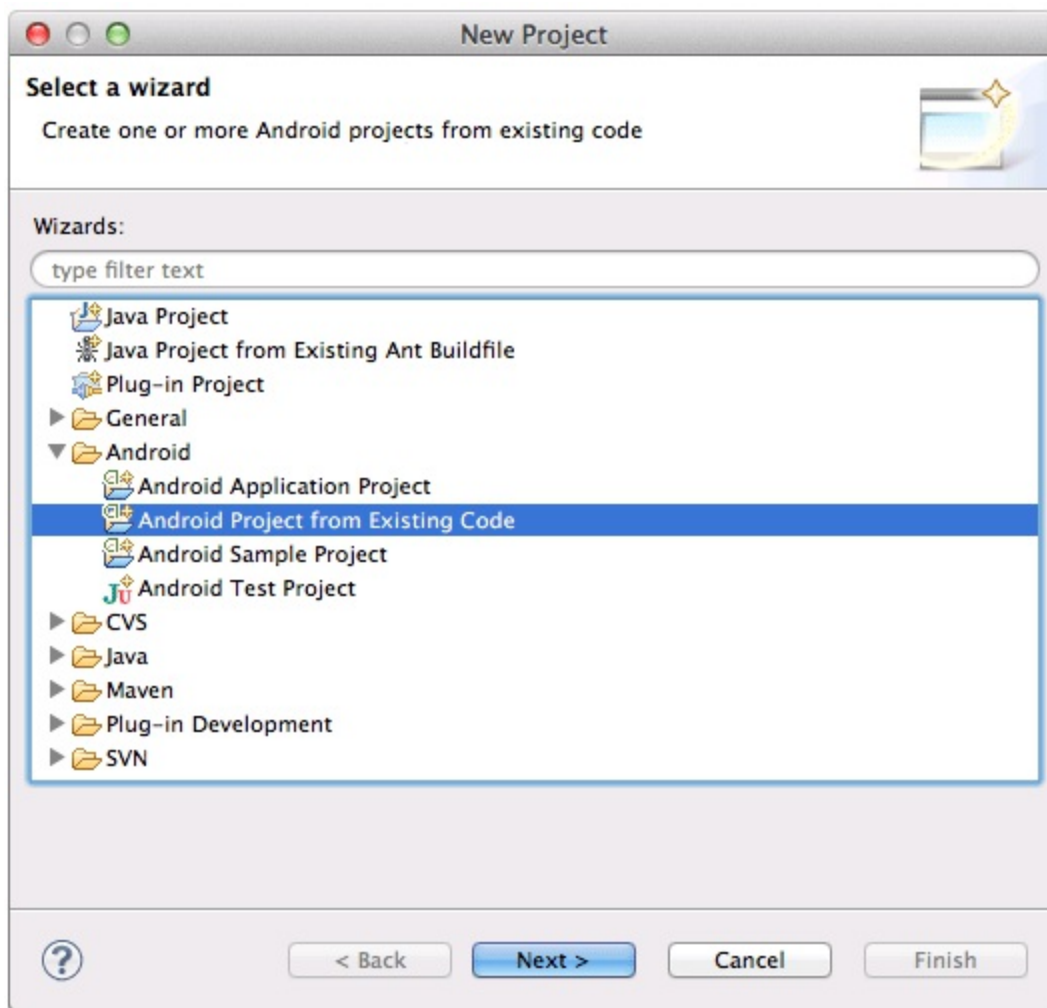 New Project
Select a wizard
Create one or more Android projects from existing code
Wizards:
type filter text
Java Project
Java Project from Existing Ant Buildfile
Plug-in Project
General
Android
Android Application Project
Android Project from Existing Code
Android Sample Project
Android Test Project
CVS
Java
Maven
Plug-in Development
SVN
? < Back Next > Cancel Finish